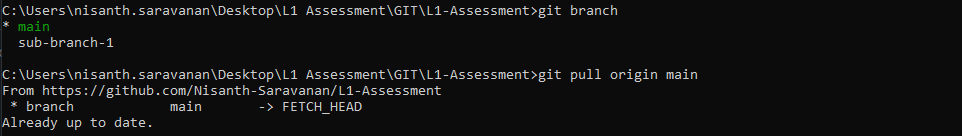 C:\Users\nisanth.saravanan\Desktop\L1 Assessment\GIT\L1-Assessment>git branch
* main
  sub-branch-1
C:\Users\nisanth.saravanan\Desktop\L1 Assessment\GIT\L1-Assessment>git pull origin main
From https://github.com/Nisanth-Saravanan/L1-Assessment
 * branch            main       -> FETCH_HEAD
Already up to date.